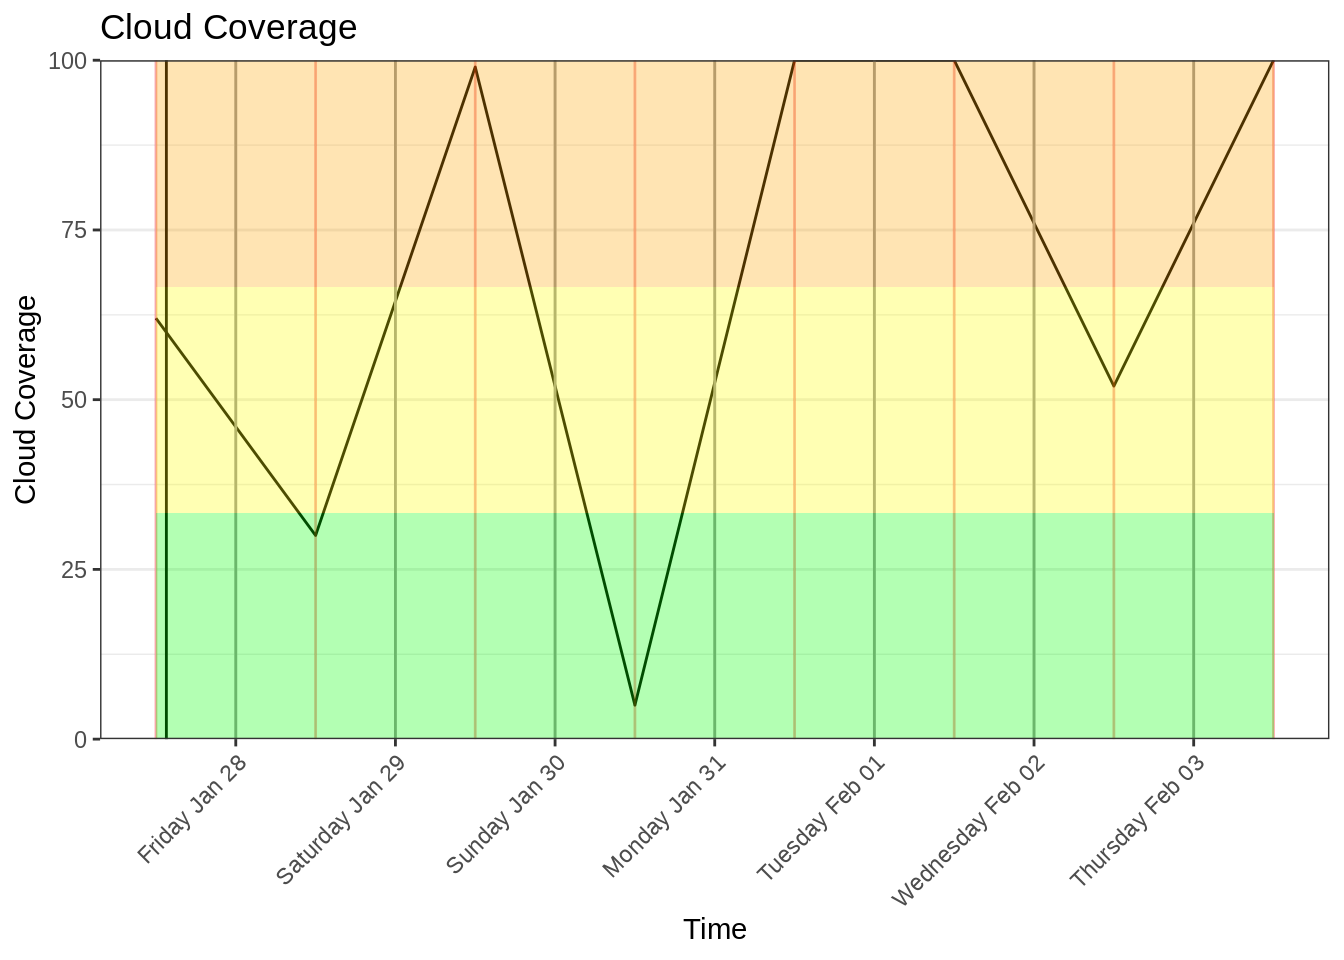 Cloud Coverage
Cloud Coverage
100
75
50
25
0
Friday Jan 28
Saturday Jan 29
Sunday Jan 30
Monday Jan 31
Tuesday Feb 01
Wednesday Feb 02
Thursday Feb 03
Time